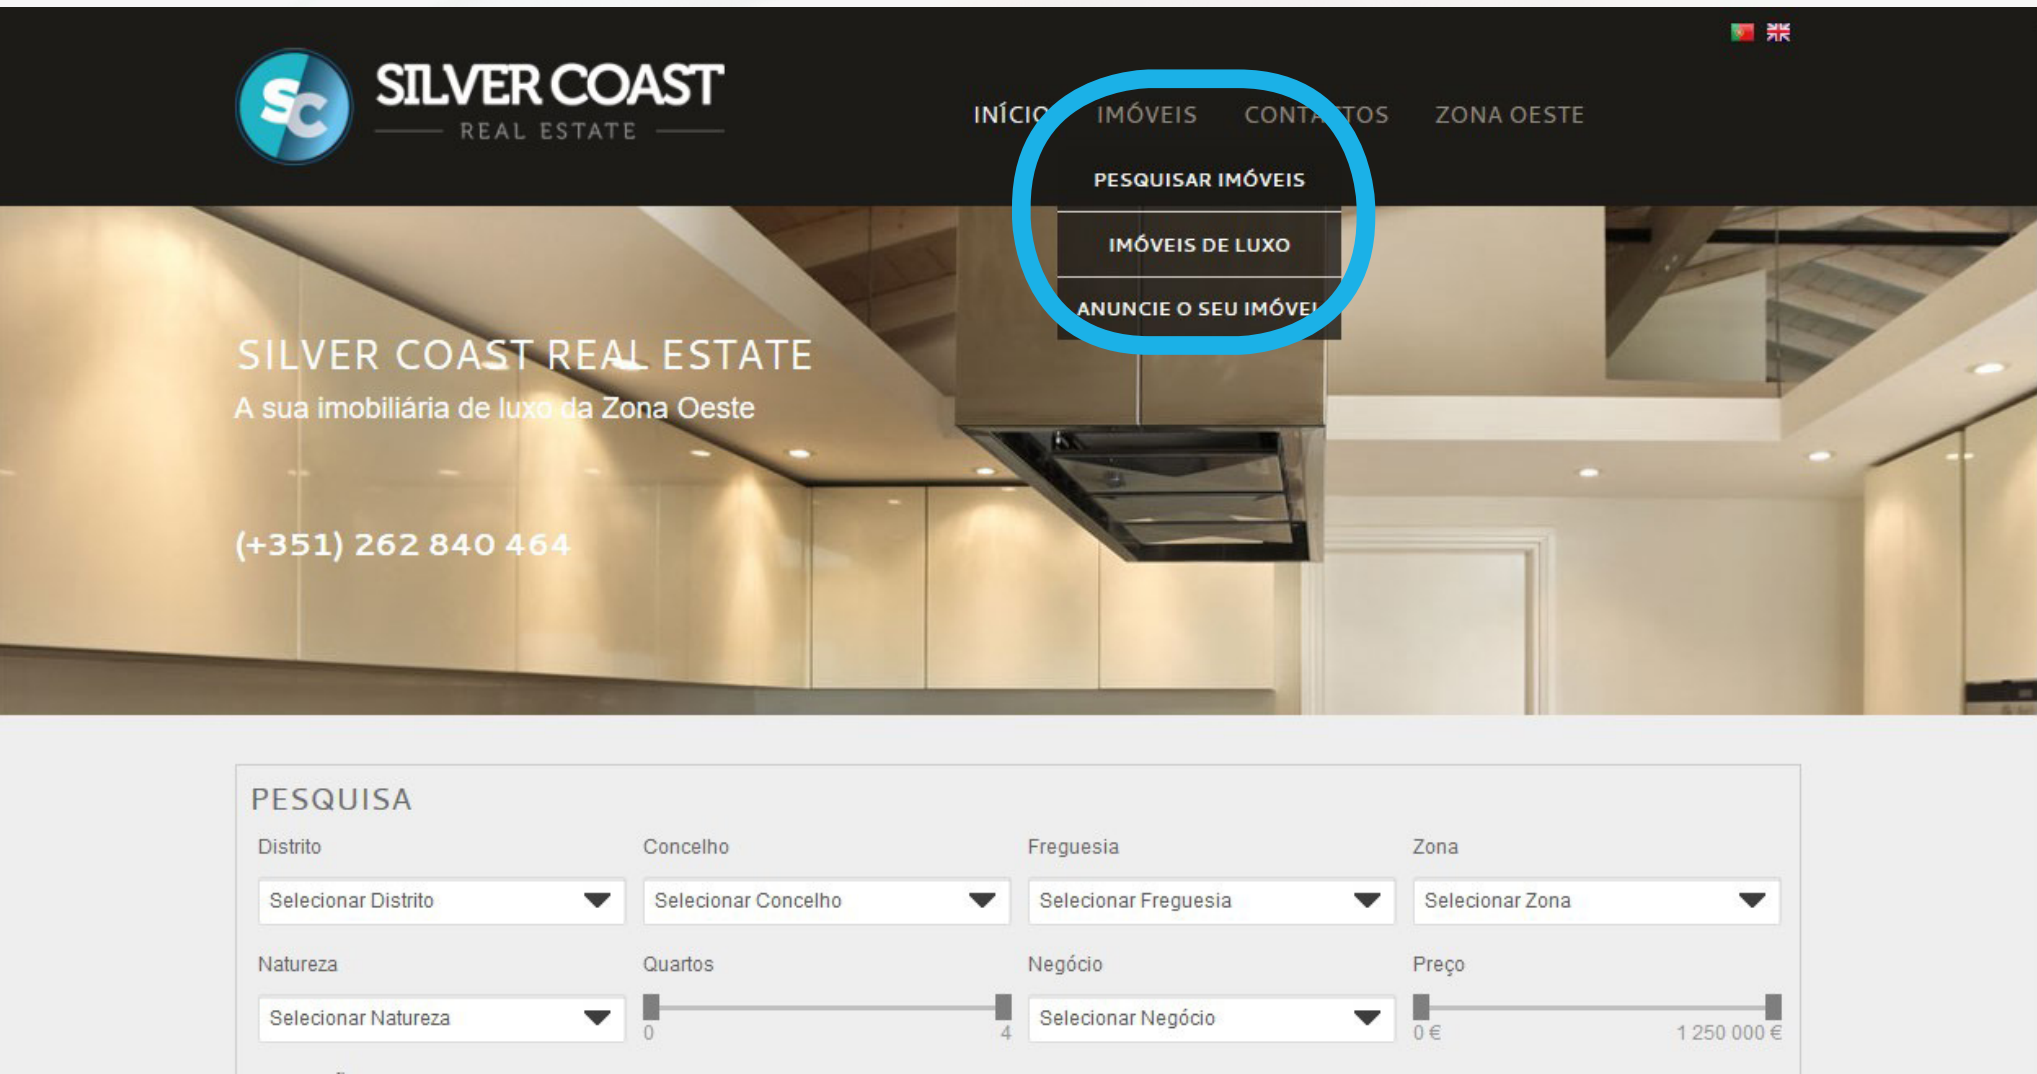 SC
SILVER COAST
REAL ESTATE
INÍCIO IMÓVEIS CONTACTOS ZONA OESTE
PESQUISAR IMÓVEIS
IMÓVEIS DE LUXO
ANUNCIE O SEU IMÓVEL
SILVER COAST REAL ESTATE
A sua imobiliária de luxo da Zona Oeste
(+351) 262 840 464
PESQUISA
Distrito Concelho Freguesia Zona
Selecionar Distrito Selecionar Concelho Selecionar Freguesia Selecionar Zona
Natureza Quartos Negócio Preço
Selecionar Natureza 0 4 Selecionar Negócio 0 € 1 250 000 €